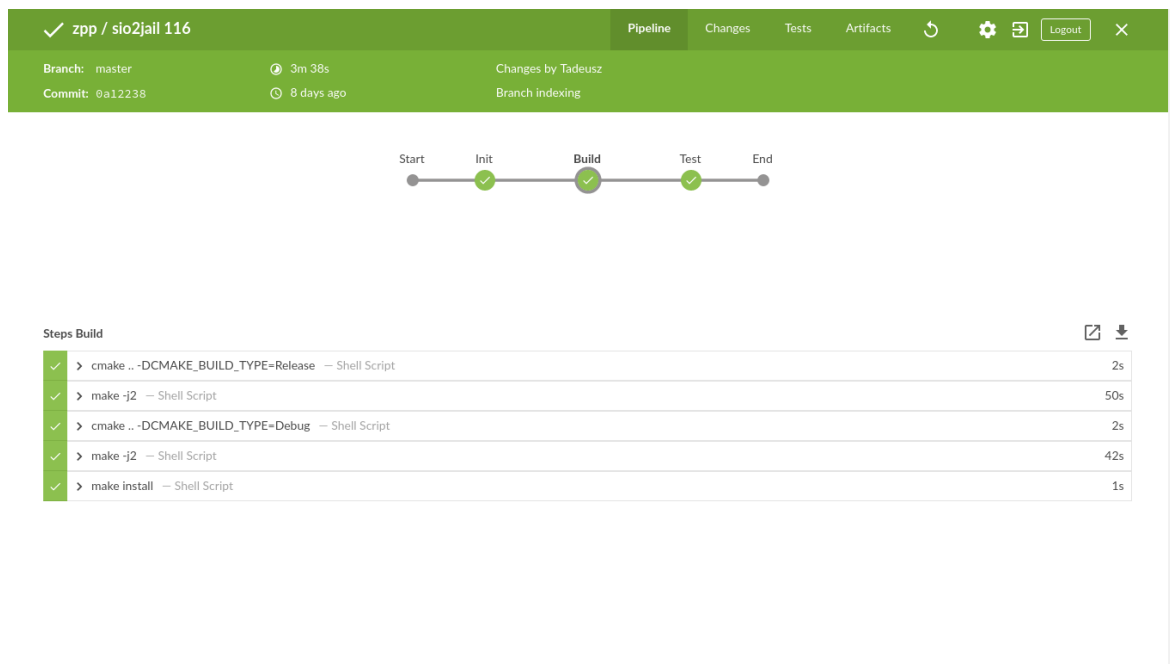 zpp / sio2jail 116
Pipeline Changes Tests Artifacts Logout
Branch: master 3m 38s Changes by Tadeusz
Commit: 0a12238 8 days ago Branch indexing
Start Init Build Test End
Steps Build
cmake .. -DCMAKE_BUILD_TYPE=Release — Shell Script 2s
make -j2 — Shell Script 50s
cmake .. -DCMAKE_BUILD_TYPE=Debug — Shell Script 2s
make -j2 — Shell Script 42s
make install — Shell Script 1s